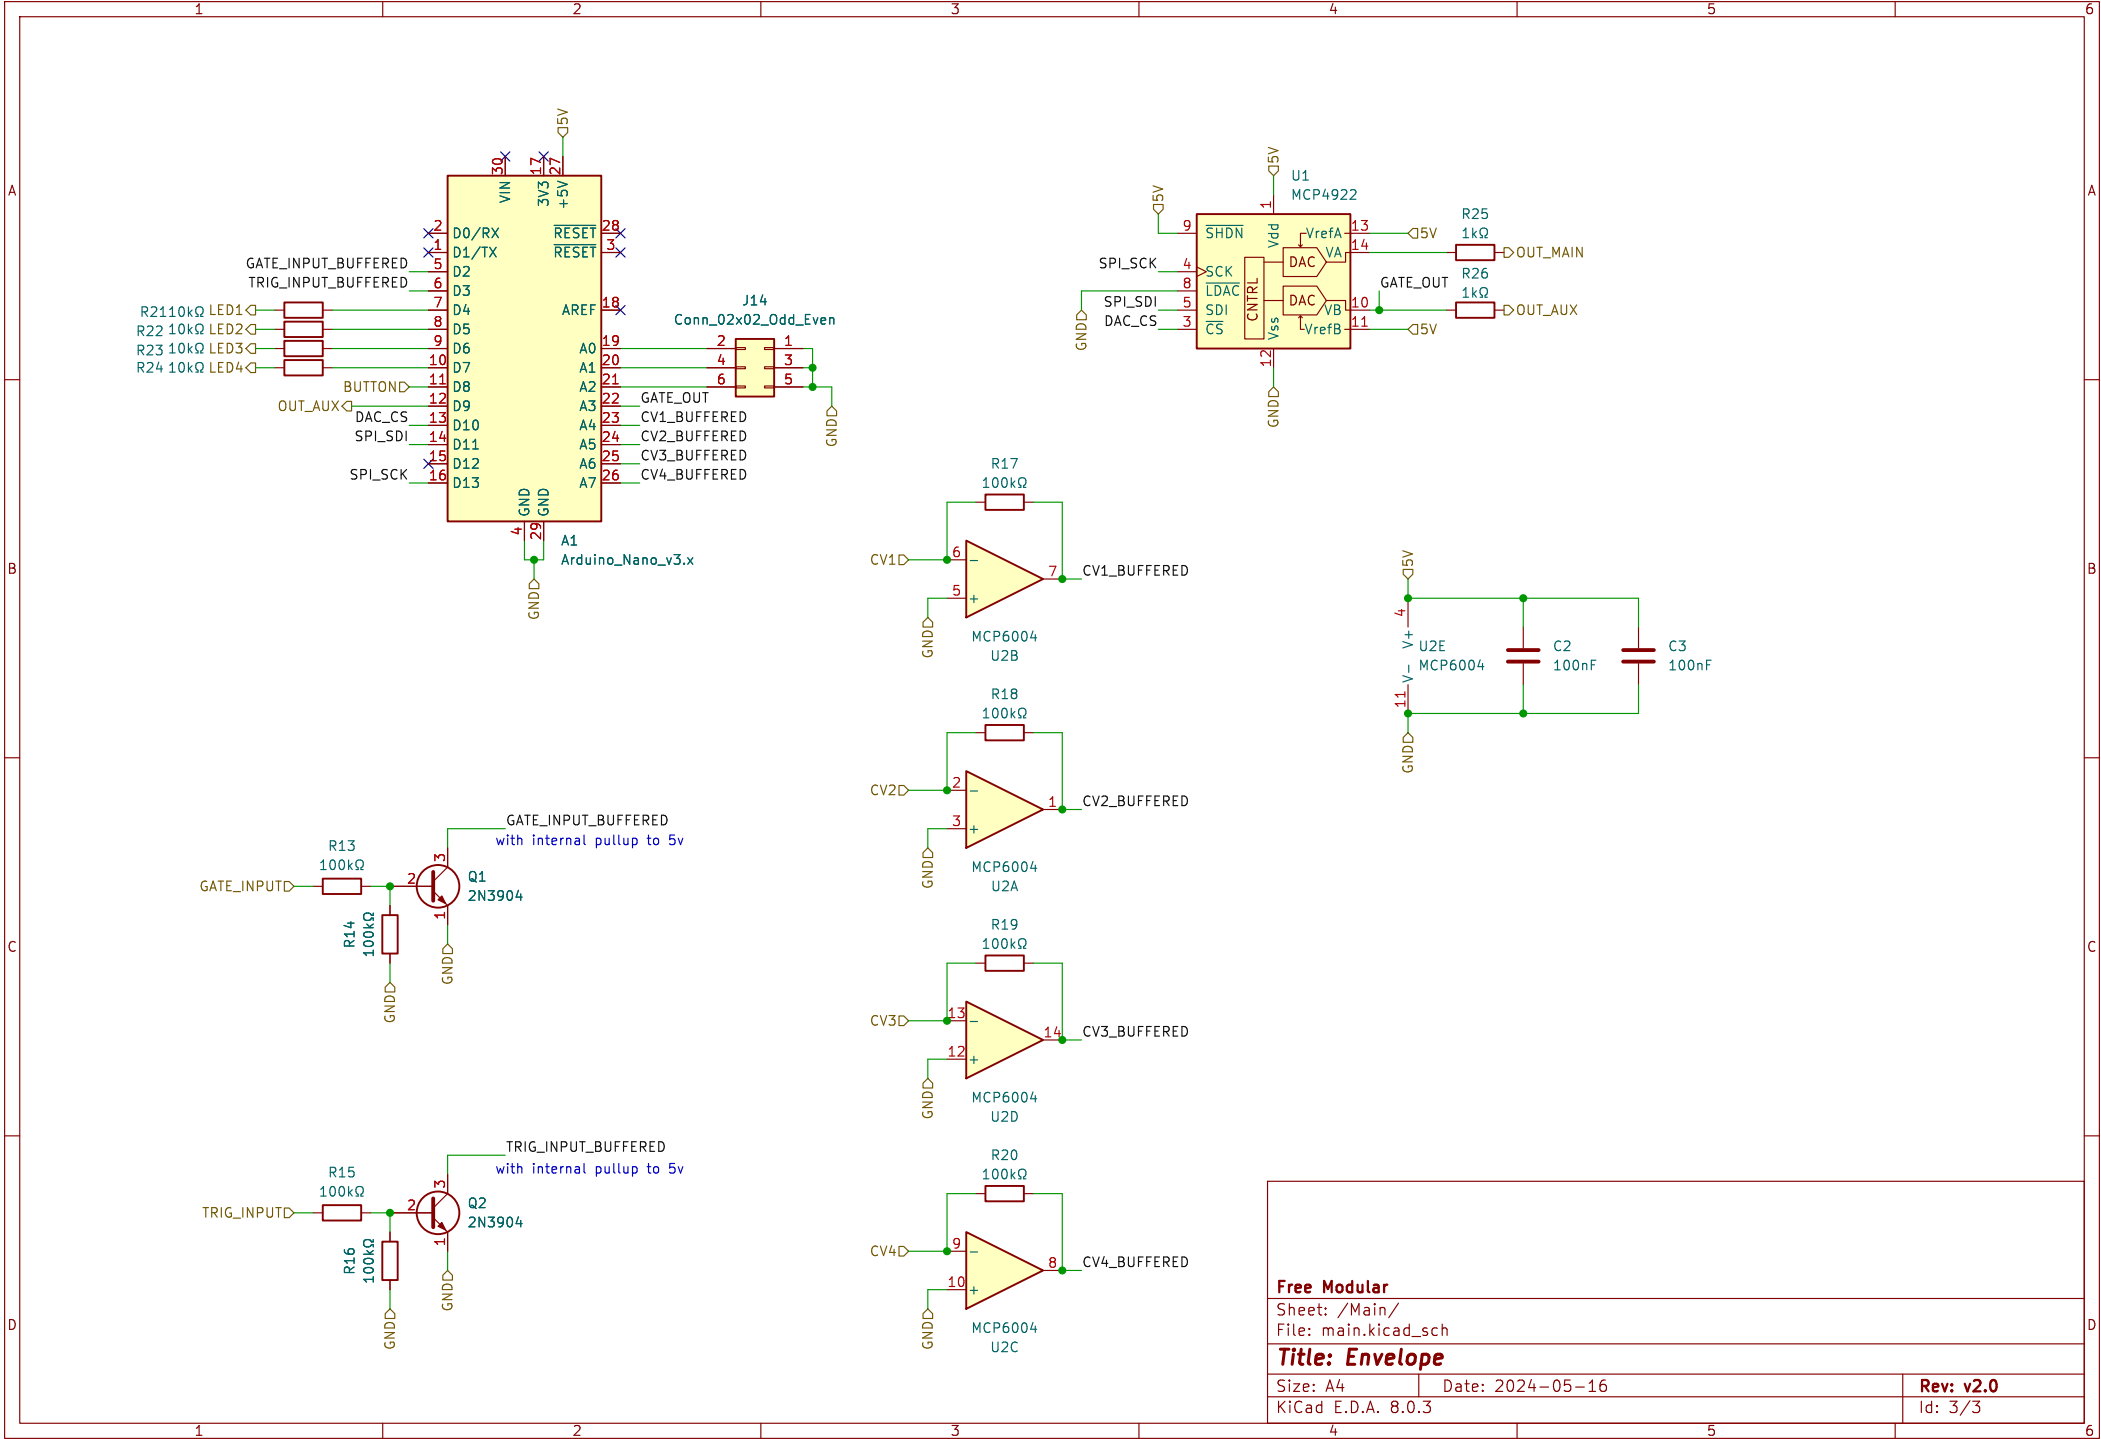 1 2 3 4 5 6
A
B
C
D
A
B
C
D
1 2 3 4 5 6
5V
30
17
27
VIN
3V3
+5V
2 D0/RX
1 D1/TX
GATE_INPUT_BUFFERED 5 D2
TRIG_INPUT_BUFFERED 6 D3
R21 10kΩ LED1 7 D4
R22 10kΩ LED2 8 D5
R23 10kΩ LED3 9 D6
R24 10kΩ LED4 10 D7
BUTTON 11 D8
OUT_AUX 12 D9
DAC_CS 13 D10
SPI_SDI 14 D11
15 D12
SPI_SCK 16 D13
RESET 28
RESET 3
AREF 18
A0 19
A1 20
A2 21
A3 22 GATE_OUT
A4 23 CV1_BUFFERED
A5 24 CV2_BUFFERED
A6 25 CV3_BUFFERED
A7 26 CV4_BUFFERED
GND
GND
4
29
GND
A1
Arduino_Nano_v3.x
J14
Conn_02x02_Odd_Even
2 1
4 3
6 5
GND
5V
5V
U1
MCP4922
1
Vdd
9 SHDN
4 SCK
8 LDAC
5 SDI
3 CS
SPI_SCK
SPI_SDI
DAC_CS
GND
CNTRL
DAC
DAC
VrefA 13 5V
VA 14
VB 10
VrefB 11 5V
Vss
12
GND
GATE_OUT
R25
1kΩ
OUT_MAIN
R26
1kΩ
OUT_AUX
R17
100kΩ
CV1
6 -
5 +
7
CV1_BUFFERED
GND
MCP6004
U2B
R18
100kΩ
CV2
2 -
3 +
1
CV2_BUFFERED
GND
MCP6004
U2A
R19
100kΩ
CV3
13 -
12 +
14
CV3_BUFFERED
GND
MCP6004
U2D
R20
100kΩ
CV4
9 -
10 +
8
CV4_BUFFERED
GND
MCP6004
U2C
5V
4
V+
U2E
MCP6004
V-
11
GND
C2
100nF
C3
100nF
GATE_INPUT_BUFFERED
with internal pullup to 5v
R13
100kΩ
GATE_INPUT
2
3
1
Q1
2N3904
R14
100kΩ
GND
GND
TRIG_INPUT_BUFFERED
with internal pullup to 5v
R15
100kΩ
TRIG_INPUT
2
3
1
Q2
2N3904
R16
100kΩ
GND
GND
Free Modular
Sheet: /Main/
File: main.kicad_sch
Title: Envelope
Size: A4 Date: 2024-05-16 Rev: v2.0
KiCad E.D.A. 8.0.3 Id: 3/3